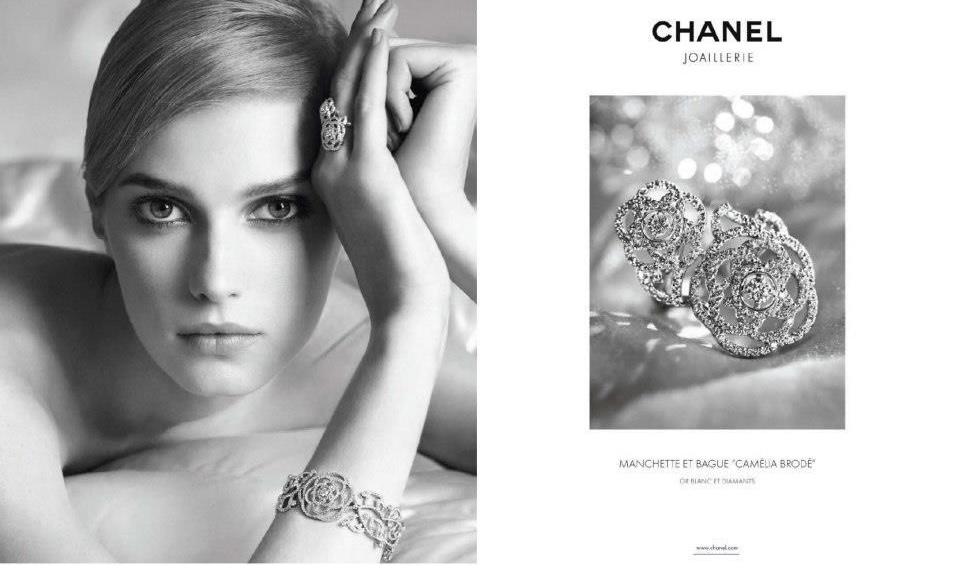 CHANEL
JOAILLERIE
MANCHETTE ET BAGUE "CAMÉLIA BRODÉ"
OR BLANC ET DIAMANTS
www.chanel.com